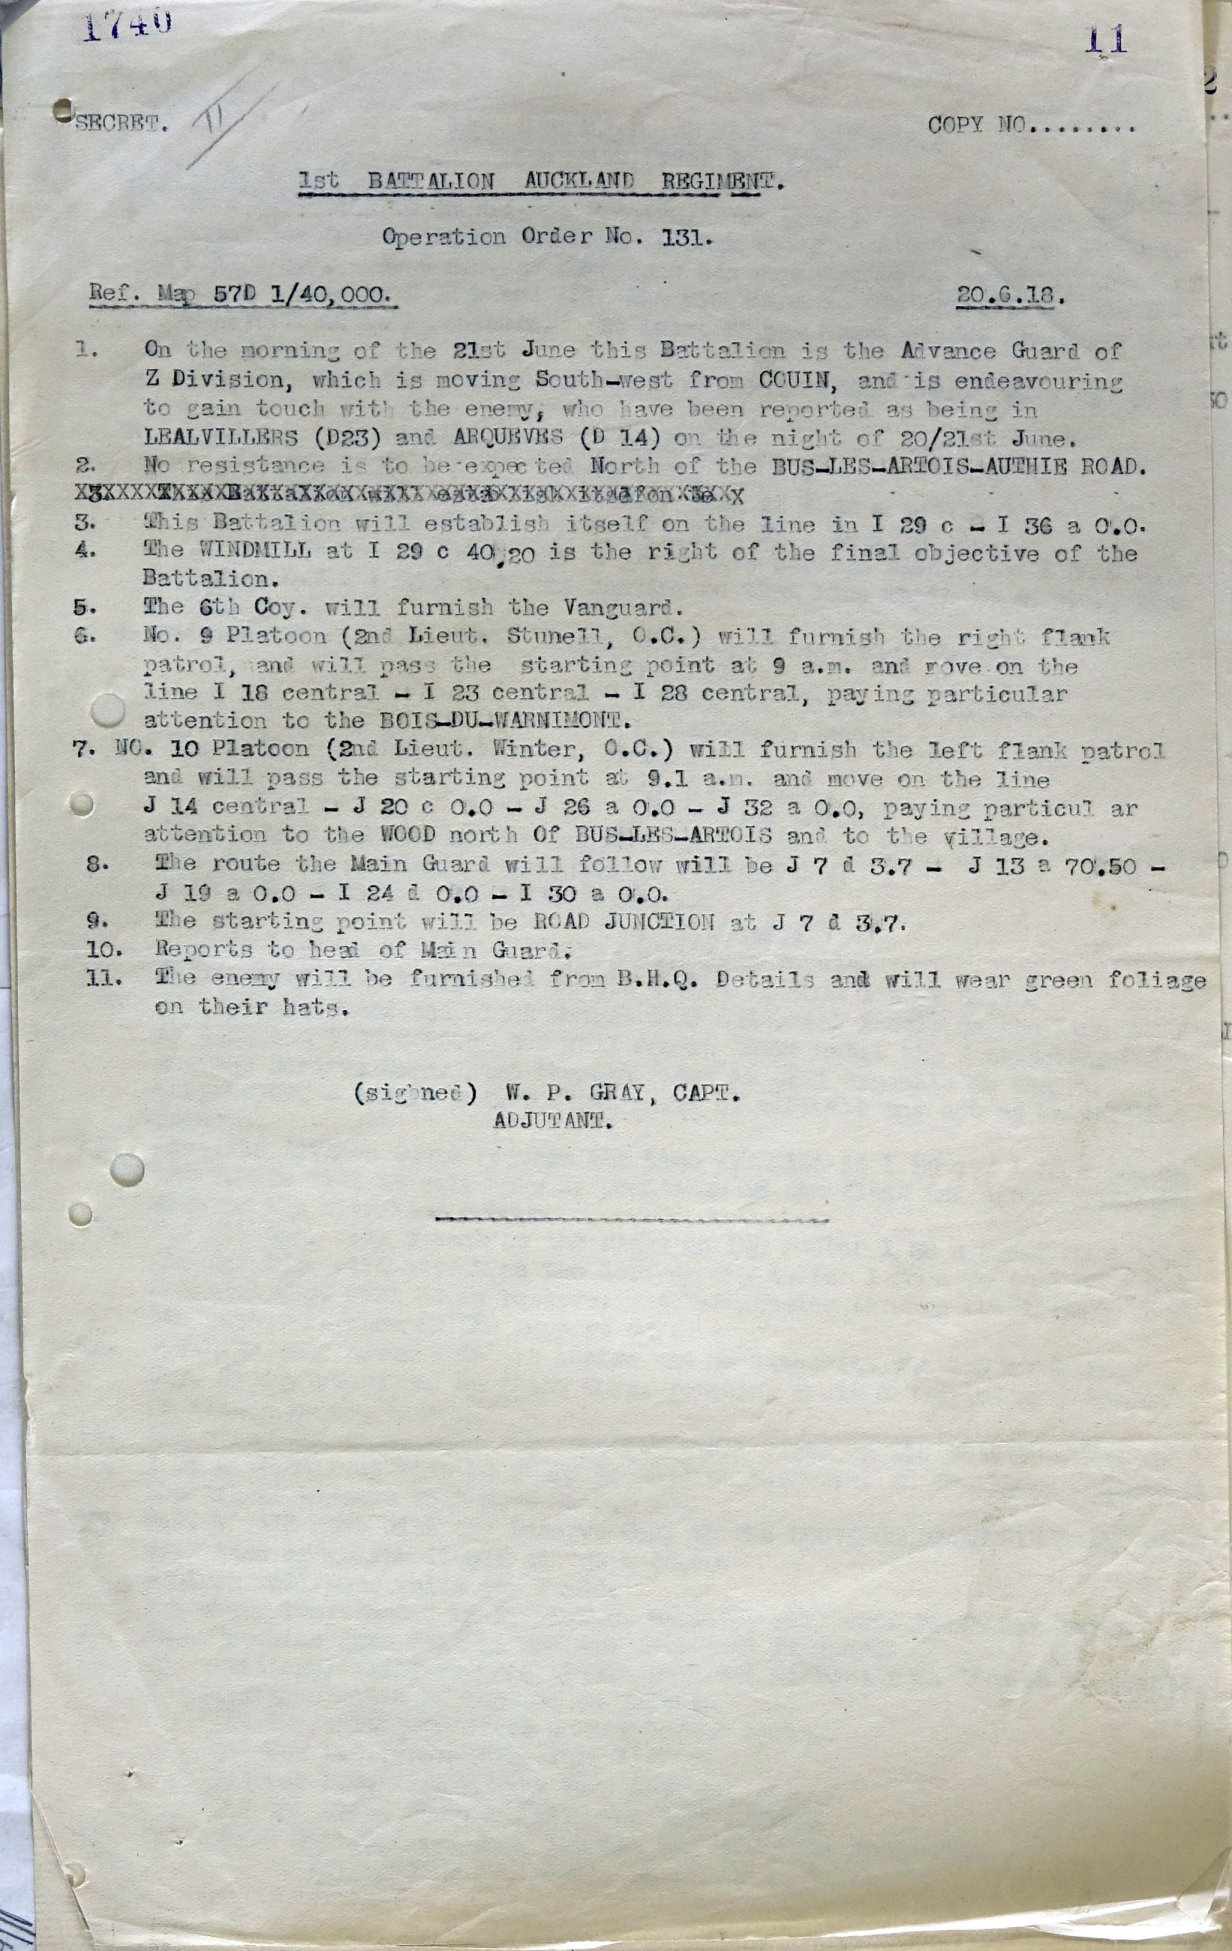 1740
11
SECRET. II
COPY NO........
1st BATTALION AUCKLAND REGIMENT.
Operation Order No. 131.
Ref. Map 57D 1/40,000.
20.6.18.
1. On the morning of the 21st June this Battalion is the Advance Guard of
Z Division, which is moving South-west from COUIN, and is endeavouring
to gain touch with the enemy, who have been reported as being in
LEALVILLERS (D23) and ARQUEVES (D 14) on the night of 20/21st June.
2. No resistance is to be expected North of the BUS-LES-ARTOIS-AUTHIE ROAD.
3. This Battalion will establish itself on the line in I 29 c - I 36 a 0.0.
4. The WINDMILL at I 29 c 40.20 is the right of the final objective of the
Battalion.
5. The 6th Coy. will furnish the Vanguard.
6. No. 9 Platoon (2nd Lieut. Stunell, O.C.) will furnish the right flank
patrol, and will pass the starting point at 9 a.m. and move on the
line I 18 central - I 23 central - I 28 central, paying particular
attention to the BOIS-DU-WARNIMONT.
7. NO. 10 Platoon (2nd Lieut. Winter, O.C.) will furnish the left flank patrol
and will pass the starting point at 9.1 a.m. and move on the line
J 14 central - J 20 c 0.0 - J 26 a 0.0 - J 32 a 0.0, paying particul ar
attention to the WOOD north Of BUS-LES-ARTOIS and to the village.
8. The route the Main Guard will follow will be J 7 d 3.7 - J 13 a 70.50 -
J 19 a 0.0 - I 24 d 0.0 - I 30 a 0.0.
9. The starting point will be ROAD JUNCTION at J 7 d 3.7.
10. Reports to head of Main Guard.
11. The enemy will be furnished from B.H.Q. Details and will wear green foliage
on their hats.
(signed) W. P. GRAY, CAPT.
ADJUTANT.